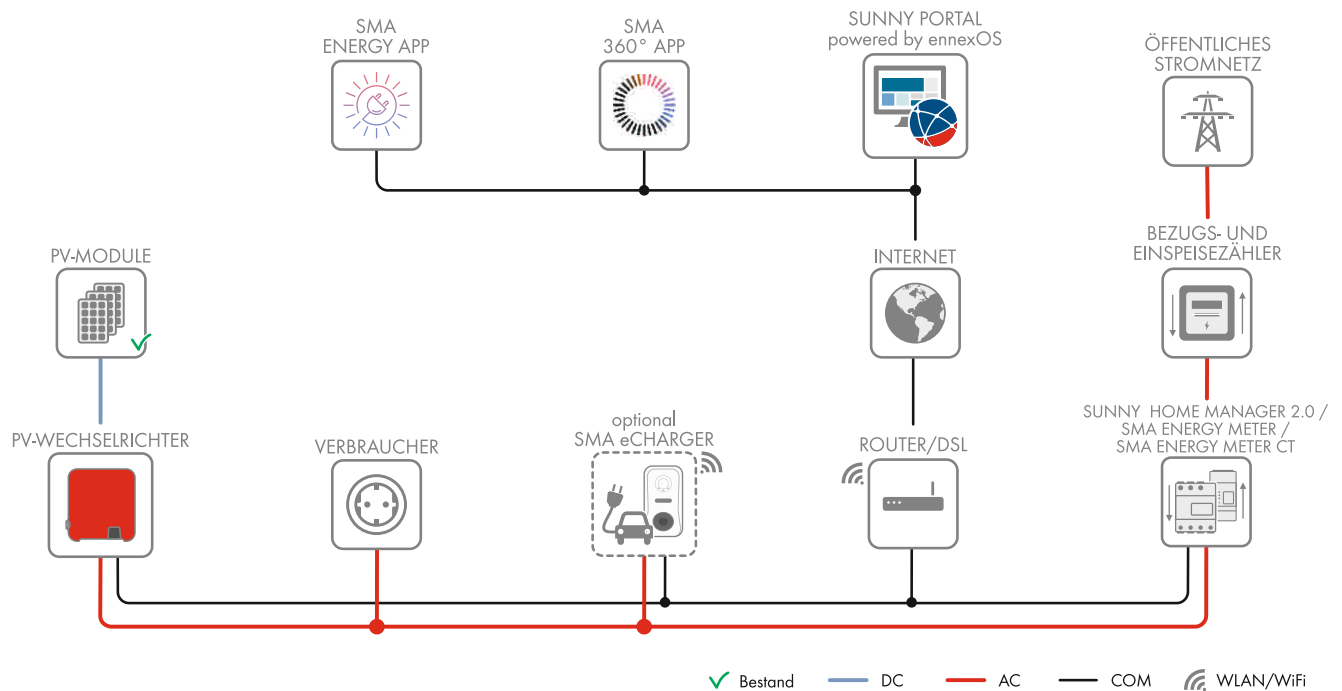 SMA
ENERGY APP
SMA
360° APP
SUNNY PORTAL
powered by ennexOS
ÖFFENTLICHES
STROMNETZ
PV-MODULE
INTERNET
BEZUGS- UND
EINSPEISEZÄHLER
PV-WECHSELRICHTER
VERBRAUCHER
optional
SMA eCHARGER
ROUTER/DSL
SUNNY HOME MANAGER 2.0 /
SMA ENERGY METER /
SMA ENERGY METER CT
Bestand
DC
AC
COM
WLAN/WiFi